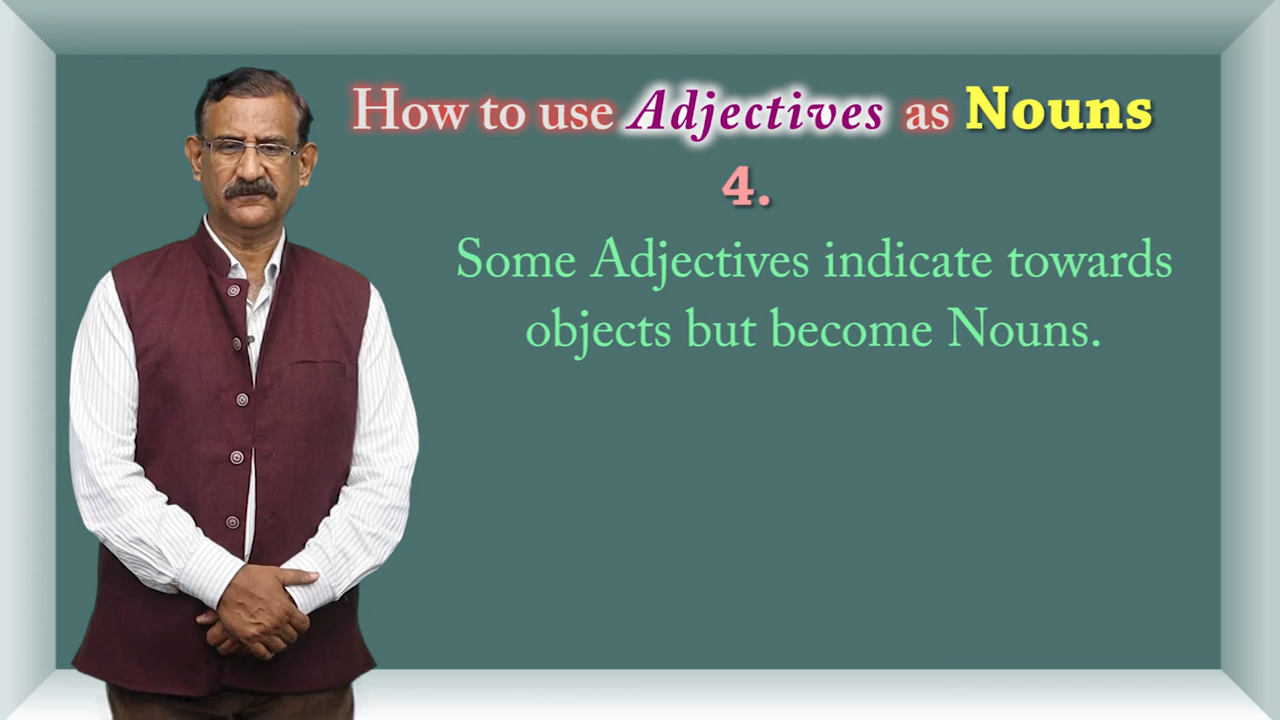 How to use Adjectives as Nouns
4.
Some Adjectives indicate towards
objects but become Nouns.